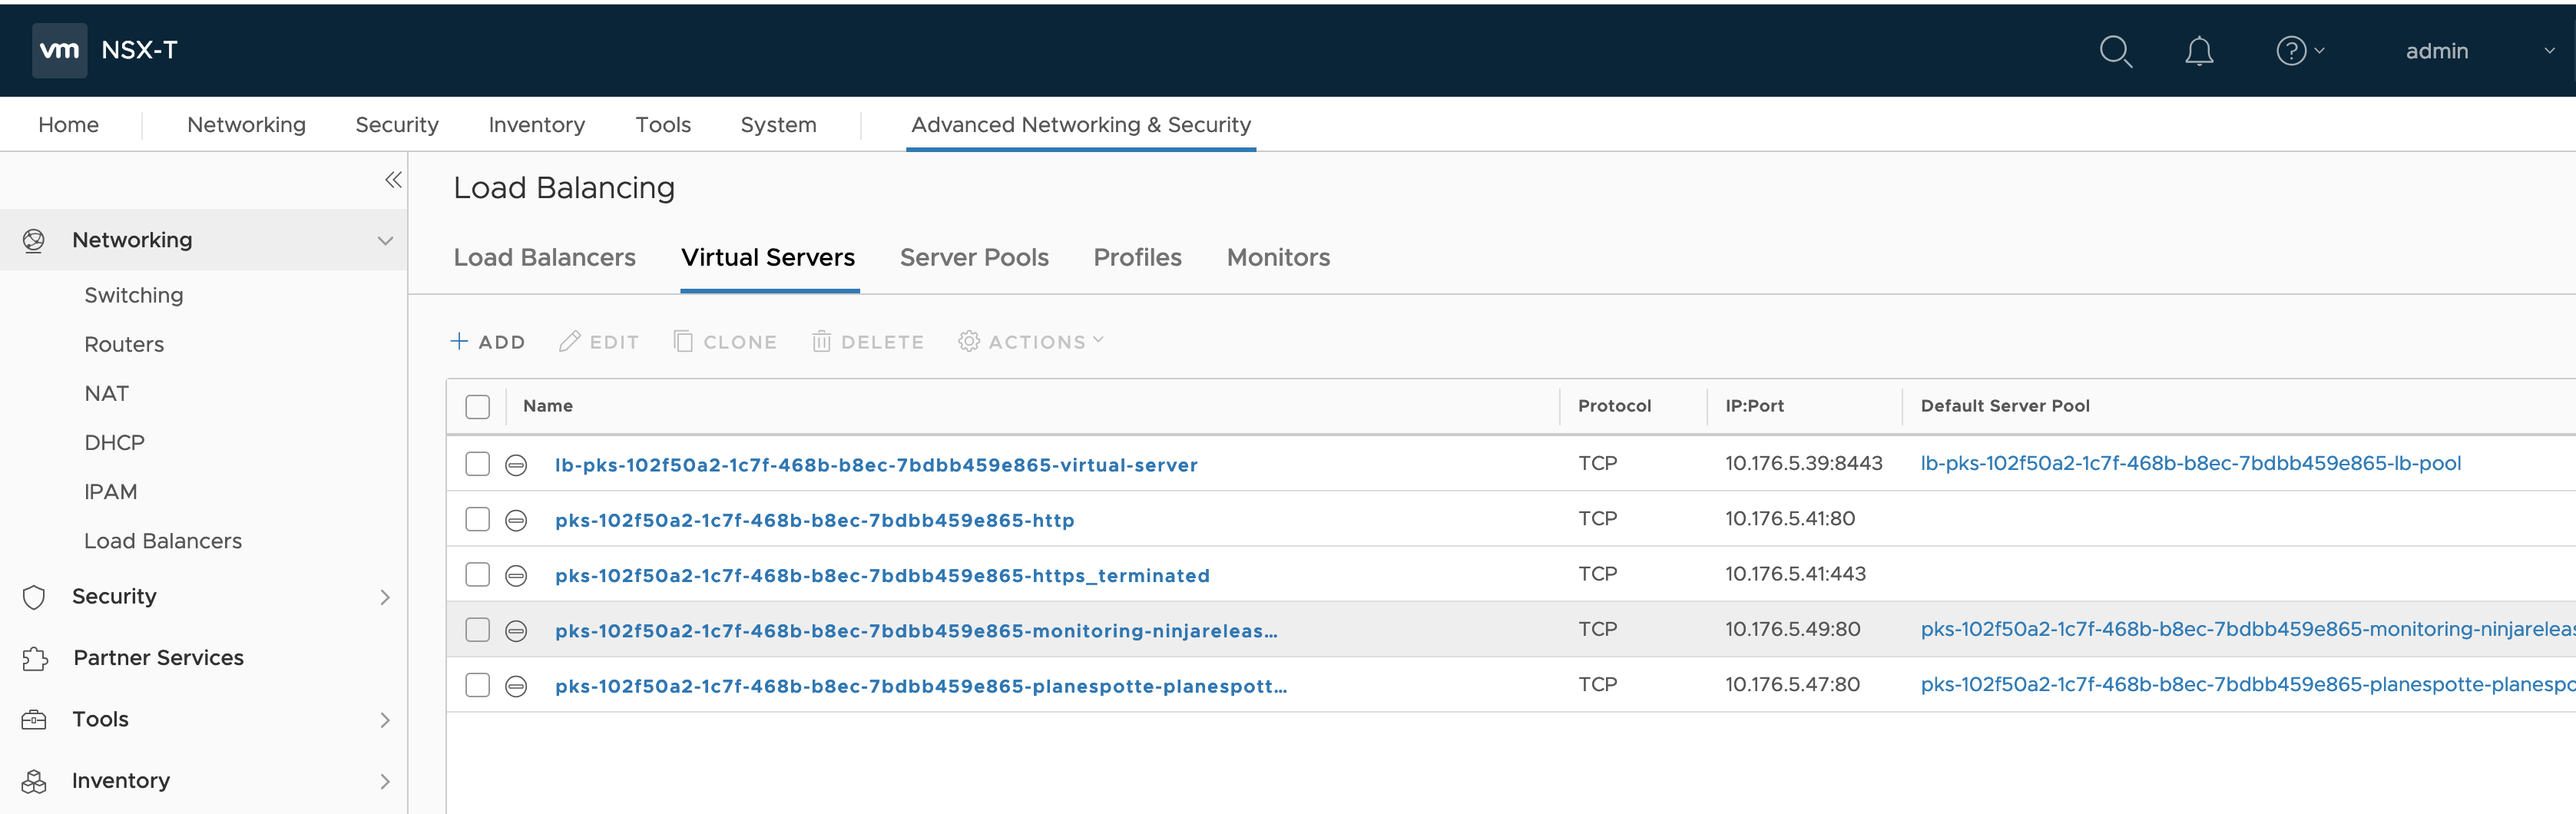 vm NSX-T admin
Home Networking Security Inventory Tools System Advanced Networking & Security
Networking
Switching
Routers
NAT
DHCP
IPAM
Load Balancers
Security
Partner Services
Tools
Inventory
Load Balancing
Load Balancers Virtual Servers Server Pools Profiles Monitors
+ ADD EDIT CLONE DELETE ACTIONS
Name Protocol IP:Port Default Server Pool
lb-pks-102f50a2-1c7f-468b-b8ec-7bdbb459e865-virtual-server TCP 10.176.5.39:8443 lb-pks-102f50a2-1c7f-468b-b8ec-7bdbb459e865-lb-pool
pks-102f50a2-1c7f-468b-b8ec-7bdbb459e865-http TCP 10.176.5.41:80
pks-102f50a2-1c7f-468b-b8ec-7bdbb459e865-https_terminated TCP 10.176.5.41:443
pks-102f50a2-1c7f-468b-b8ec-7bdbb459e865-monitoring-ninjareleas... TCP 10.176.5.49:80 pks-102f50a2-1c7f-468b-b8ec-7bdbb459e865-monitoring-ninjareleas
pks-102f50a2-1c7f-468b-b8ec-7bdbb459e865-planespotte-planespott... TCP 10.176.5.47:80 pks-102f50a2-1c7f-468b-b8ec-7bdbb459e865-planespotte-planespo